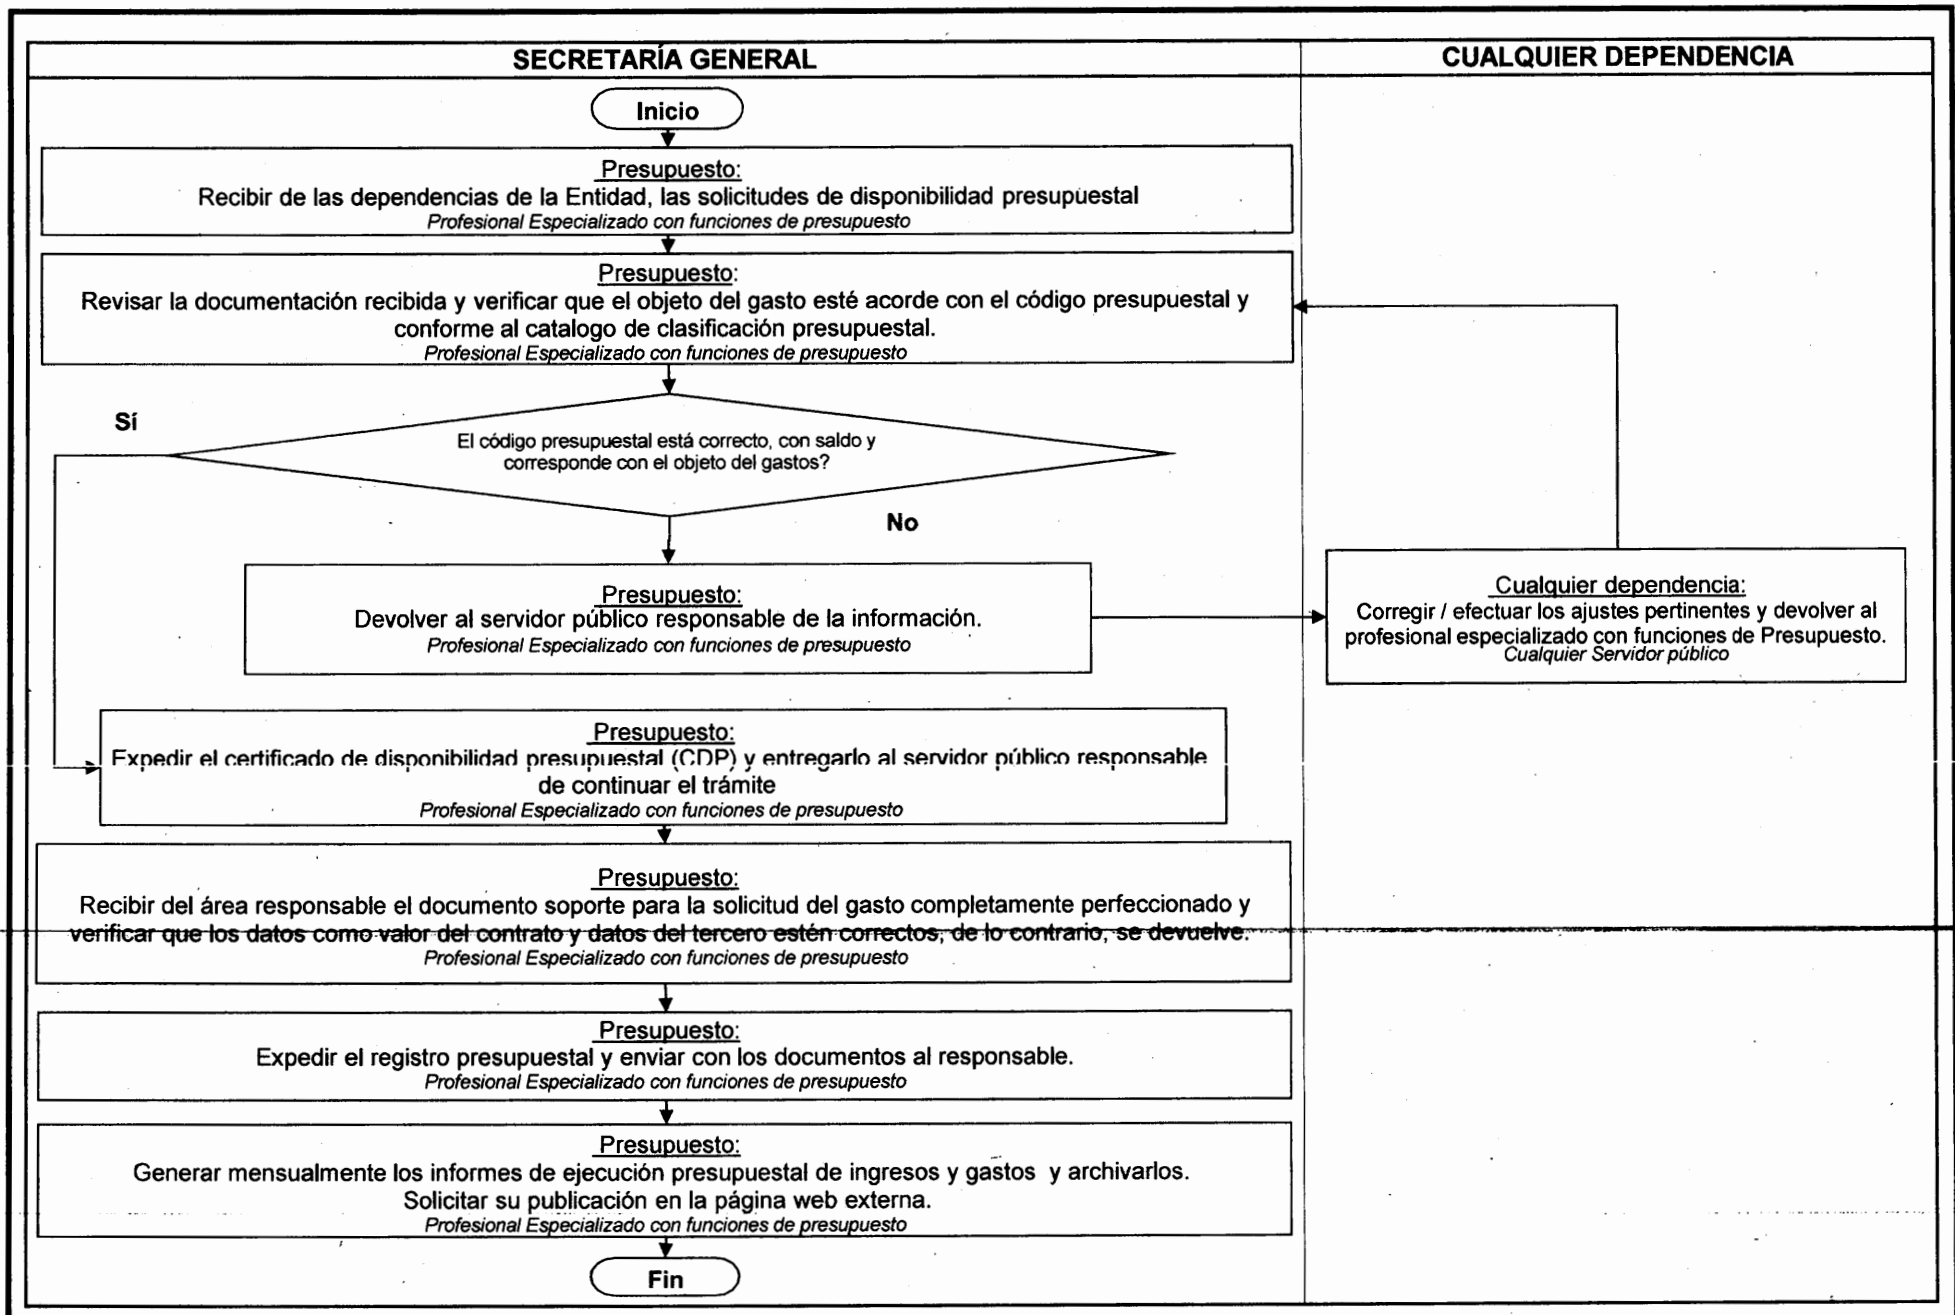 SECRETARÍA GENERAL
CUALQUIER DEPENDENCIA
Inicio
Presupuesto:
Recibir de las dependencias de la Entidad, las solicitudes de disponibilidad presupuestal
Profesional Especializado con funciones de presupuesto
Presupuesto:
Revisar la documentación recibida y verificar que el objeto del gasto esté acorde con el código presupuestal y
conforme al catalogo de clasificación presupuestal.
Profesional Especializado con funciones de presupuesto
Sí
El código presupuestal está correcto, con saldo y
corresponde con el objeto del gastos?
No
Presupuesto:
Devolver al servidor público responsable de la información.
Profesional Especializado con funciones de presupuesto
Cualquier dependencia:
Corregir / efectuar los ajustes pertinentes y devolver al
profesional especializado con funciones de Presupuesto.
Cualquier Servidor público
Presupuesto:
Expedir el certificado de disponibilidad presupuestal (CDP) y entregarlo al servidor público responsable
de continuar el trámite
Profesional Especializado con funciones de presupuesto
Presupuesto:
Recibir del área responsable el documento soporte para la solicitud del gasto completamente perfeccionado y
verificar que los datos como valor del contrato y datos del tercero estén correctos, de lo contrario, se devuelve.
Profesional Especializado con funciones de presupuesto
Presupuesto:
Expedir el registro presupuestal y enviar con los documentos al responsable.
Profesional Especializado con funciones de presupuesto
Presupuesto:
Generar mensualmente los informes de ejecución presupuestal de ingresos y gastos y archivarlos.
Solicitar su publicación en la página web externa.
Profesional Especializado con funciones de presupuesto
Fin